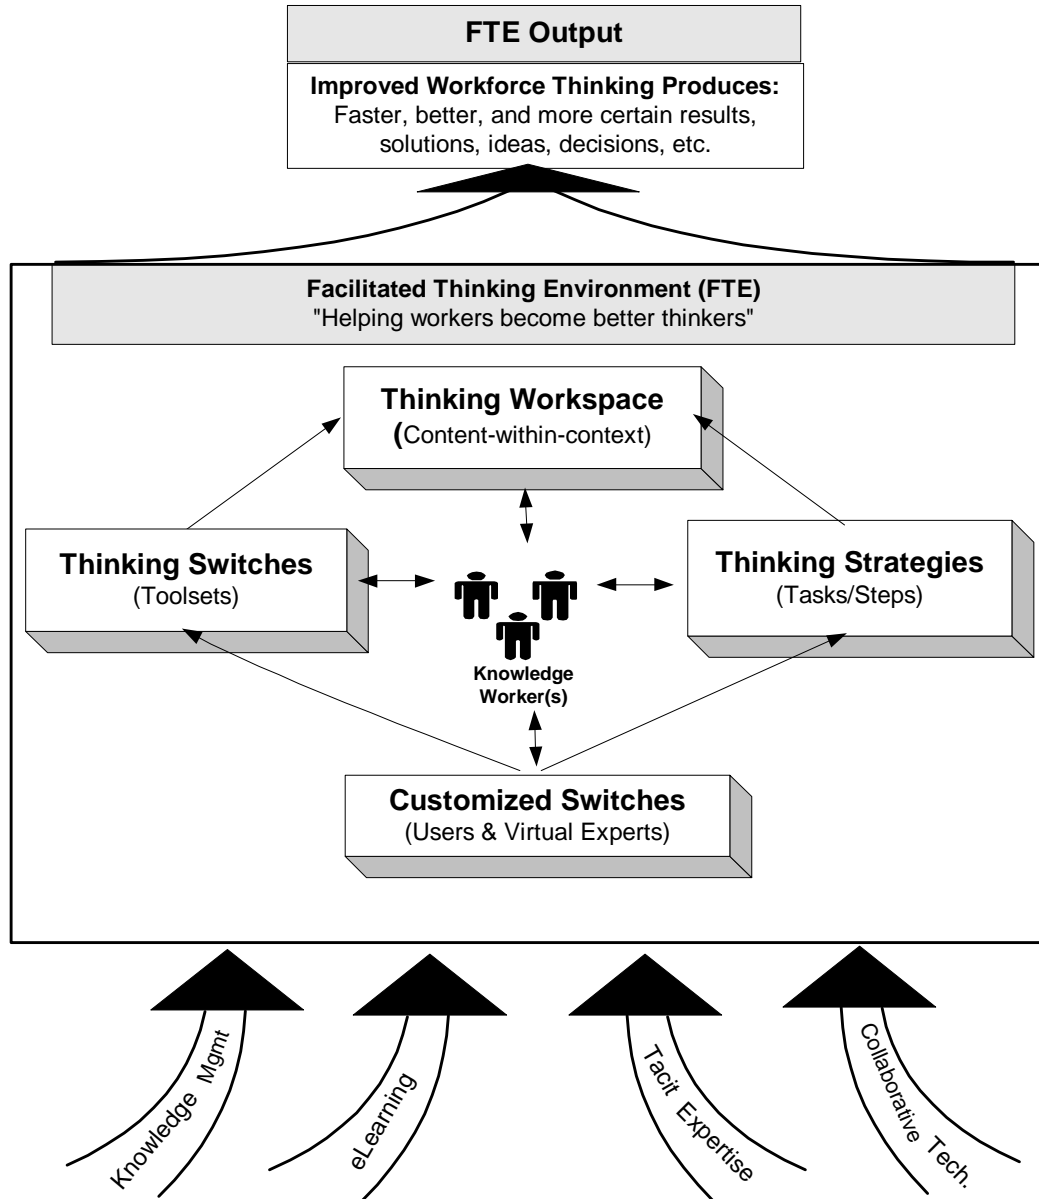 FTE Output
Improved Workforce Thinking Produces:
Faster, better, and more certain results,
solutions, ideas, decisions, etc.
Facilitated Thinking Environment (FTE)
"Helping workers become better thinkers"
Thinking Workspace
(Content-within-context)
Thinking Switches
(Toolsets)
Thinking Strategies
(Tasks/Steps)
Knowledge
Worker(s)
Customized Switches
(Users & Virtual Experts)
Knowledge Mgmt
eLearning
Tacit Expertise
Collaborative Tech.